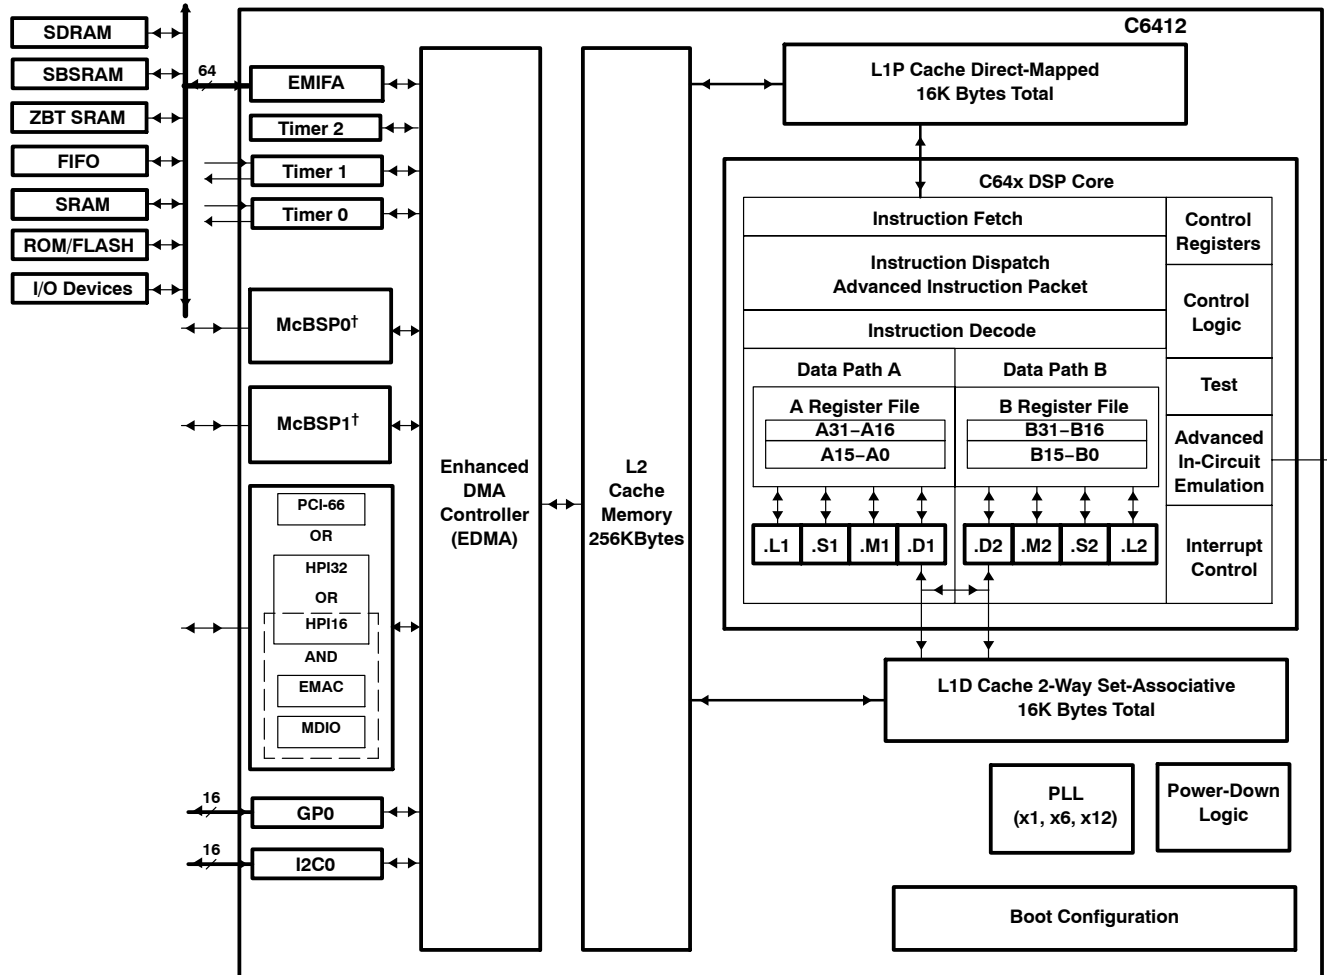 C6412
SDRAM
SBSRAM
ZBT SRAM
FIFO
SRAM
ROM/FLASH
I/O Devices
64
EMIFA
Timer 2
Timer 1
Timer 0
McBSP0†
McBSP1†
PCI-66
OR
HPI32
OR
HPI16
AND
EMAC
MDIO
16
GP0
16
I2C0
Enhanced
DMA
Controller
(EDMA)
L2
Cache
Memory
256KBytes
L1P Cache Direct-Mapped
16K Bytes Total
C64x DSP Core
Instruction Fetch
Instruction Dispatch
Advanced Instruction Packet
Instruction Decode
Data Path A
Data Path B
A Register File
A31–A16
A15–A0
B Register File
B31–B16
B15–B0
.L1
.S1
.M1
.D1
.D2
.M2
.S2
.L2
Control
Registers
Control
Logic
Test
Advanced
In-Circuit
Emulation
Interrupt
Control
L1D Cache 2-Way Set-Associative
16K Bytes Total
PLL
(x1, x6, x12)
Power-Down
Logic
Boot Configuration